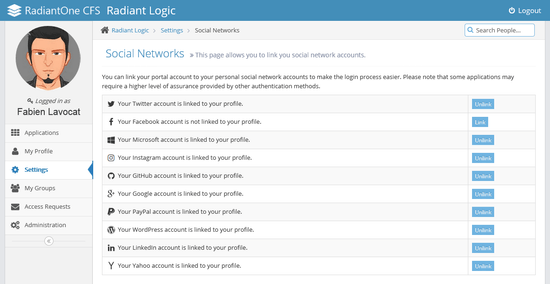 RadiantOne CFS Radiant Logic
Logout
Radiant Logic > Settings > Social Networks
Search People...
Social Networks » This page allows you to link you social network accounts.
Logged in as
Fabien Lavocat
Applications
My Profile
Settings
My Groups
Access Requests
Administration
You can link your portal account to your personal social network accounts to make the login process easier. Please note that some applications may
require a higher level of assurance provided by other authentication methods.
Your Twitter account is linked to your profile. Unlink
Your Facebook account is not linked to your profile. Link
Your Microsoft account is linked to your profile. Unlink
Your Instagram account is linked to your profile. Unlink
Your GitHub account is linked to your profile. Unlink
Your Google account is linked to your profile. Unlink
Your PayPal account is linked to your profile. Unlink
Your WordPress account is linked to your profile. Unlink
Your LinkedIn account is linked to your profile. Unlink
Your Yahoo account is linked to your profile. Unlink